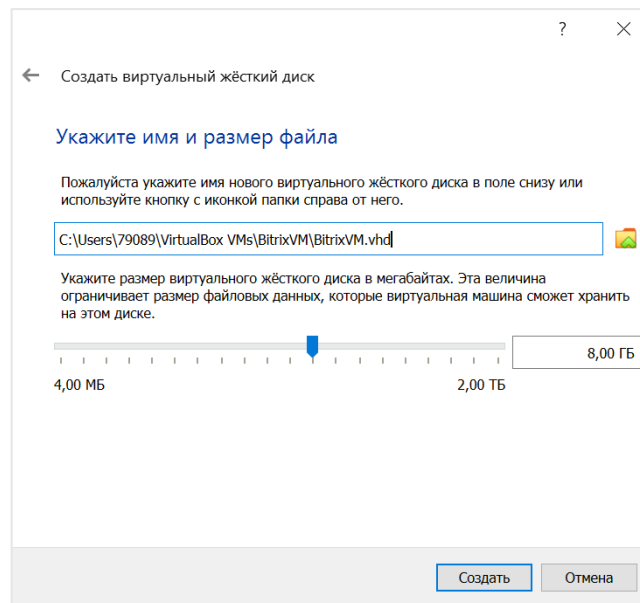 ?
Создать виртуальный жёсткий диск
Укажите имя и размер файла
Пожалуйста укажите имя нового виртуального жёсткого диска в поле снизу или
используйте кнопку с иконкой папки справа от него.
C:\Users\79089\VirtualBox VMs\BitrixVM\BitrixVM.vhd
Укажите размер виртуального жёсткого диска в мегабайтах. Эта величина
ограничивает размер файловых данных, которые виртуальная машина сможет хранить
на этом диске.
8,00 ГБ
4,00 МБ 2,00 ТБ
Создать Отмена